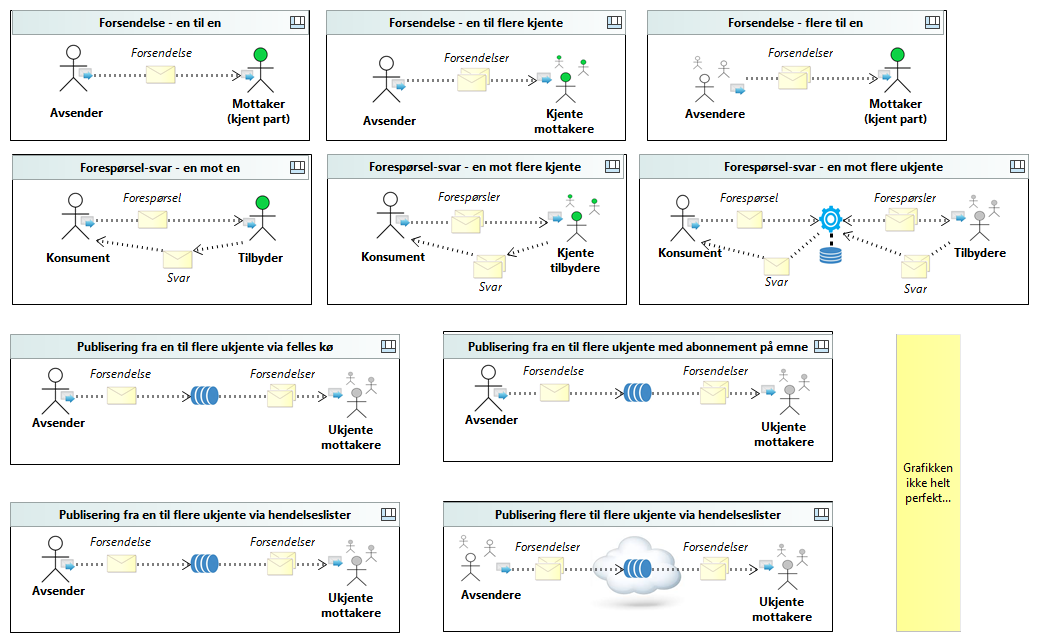 Forsendelse - en til en
Forsendelse
Avsender
Mottaker
(kjent part)
Forsendelse - en til flere kjente
Forsendelser
Avsender
Kjente
mottakere
Forsendelse - flere til en
Forsendelser
Avsendere
Mottaker
(kjent part)
Forespørsel-svar - en mot en
Forespørsel
Konsument
Tilbyder
Svar
Forespørsel-svar - en mot flere kjente
Forespørsler
Konsument
Kjente
tilbydere
Svar
Forespørsel-svar - en mot flere ukjente
Forespørsel
Forespørsler
Konsument
Tilbydere
Svar
Svar
Publisering fra en til flere ukjente via felles kø
Forsendelse
Forsendelser
Avsender
Ukjente
mottakere
Publisering fra en til flere ukjente med abonnement på emne
Forsendelse
Forsendelser
Avsender
Ukjente
mottakere
Grafikken
ikke helt
perfekt...
Publisering fra en til flere ukjente via hendelseslister
Forsendelse
Forsendelser
Avsender
Ukjente
mottakere
Publisering flere til flere ukjente via hendelseslister
Forsendelser
Forsendelser
Avsendere
Ukjente
mottakere